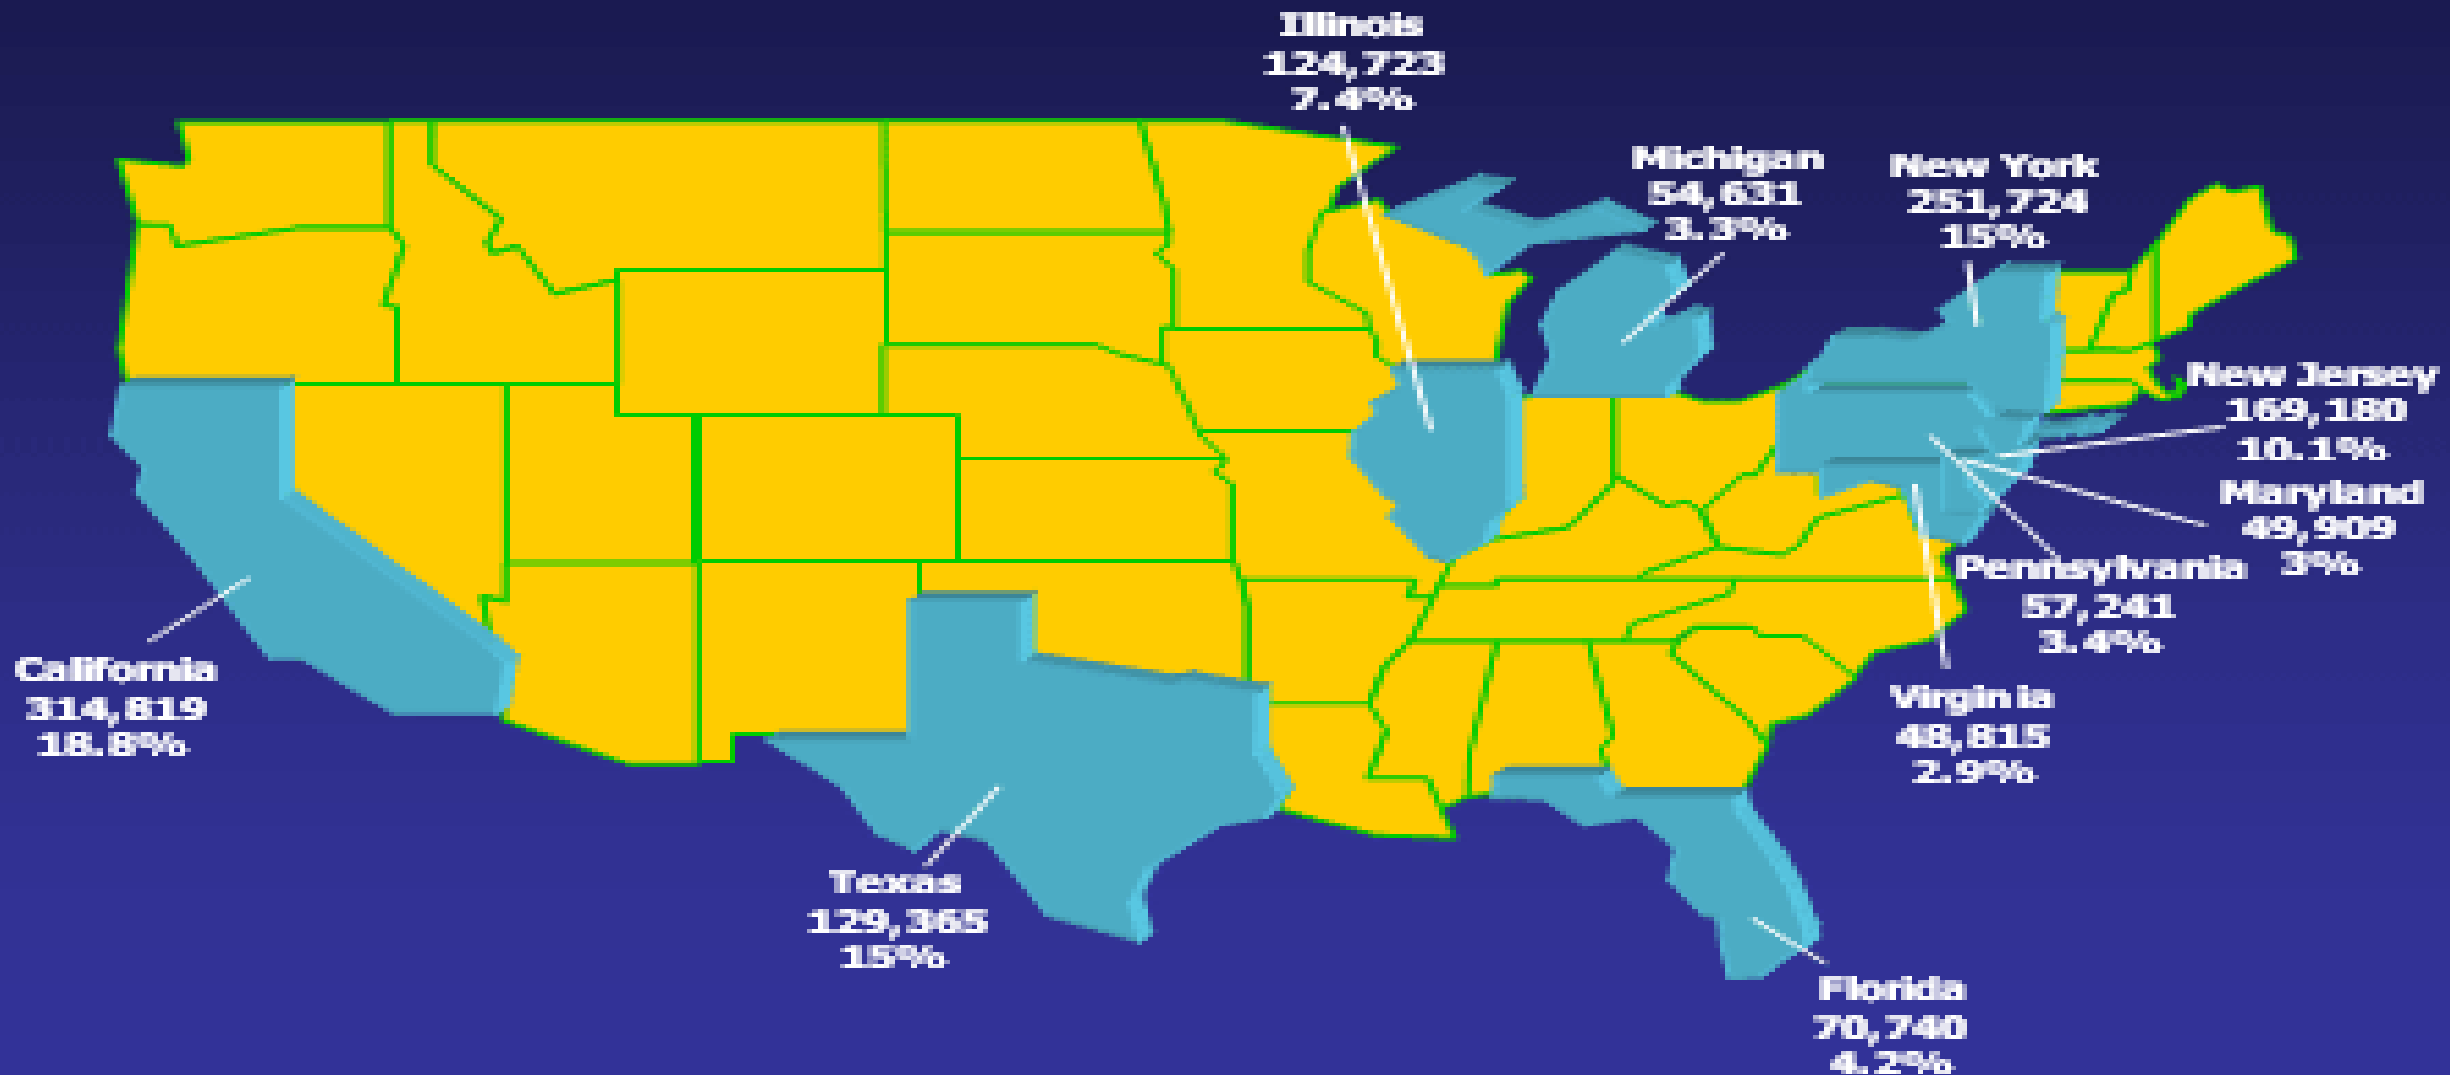 Illinois
124,723
7.4%
Michigan
54,631
3.3%
New York
251,724
15%
New Jersey
169,180
10.1%
Maryland
49,909
3%
Pennsylvania
57,241
3.4%
Virginia
48,815
2.9%
California
314,819
18.8%
Texas
129,365
15%
Florida
70,740
4.2%